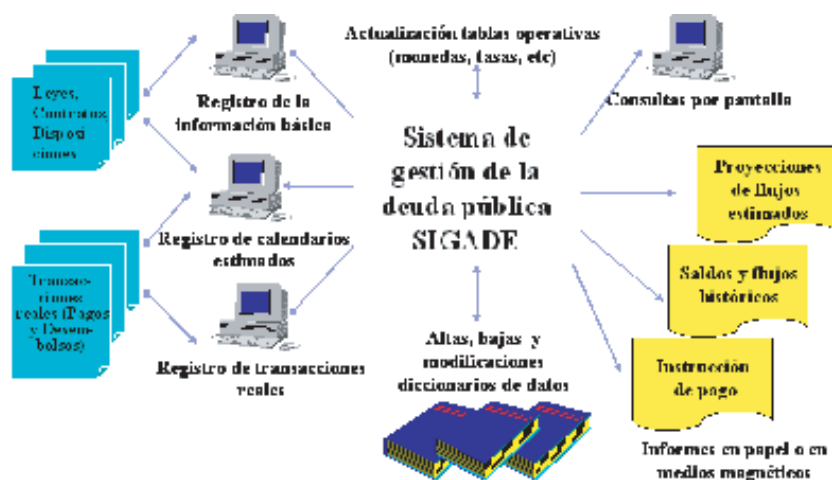 Leyes,
Contratos,
Disposi
ciones
Registro de la
información básica
Actualización tablas operativas
(monedas, tasas, etc)
Consultas por pantalla
Sistema de
gestión de la
deuda pública
SIGADE
Registro de calendarios
estimados
Proyecciones
de flujos
estimados
Transac-
ciones
reales (Pagos
y Desem-
bolsos)
Saldos y flujos
históricos
Registro de transacciones
reales
Altas, bajas y
modificaciones
diccionarios de datos
Instrucción
de pago
Informes en papel o en
medios magnéticos